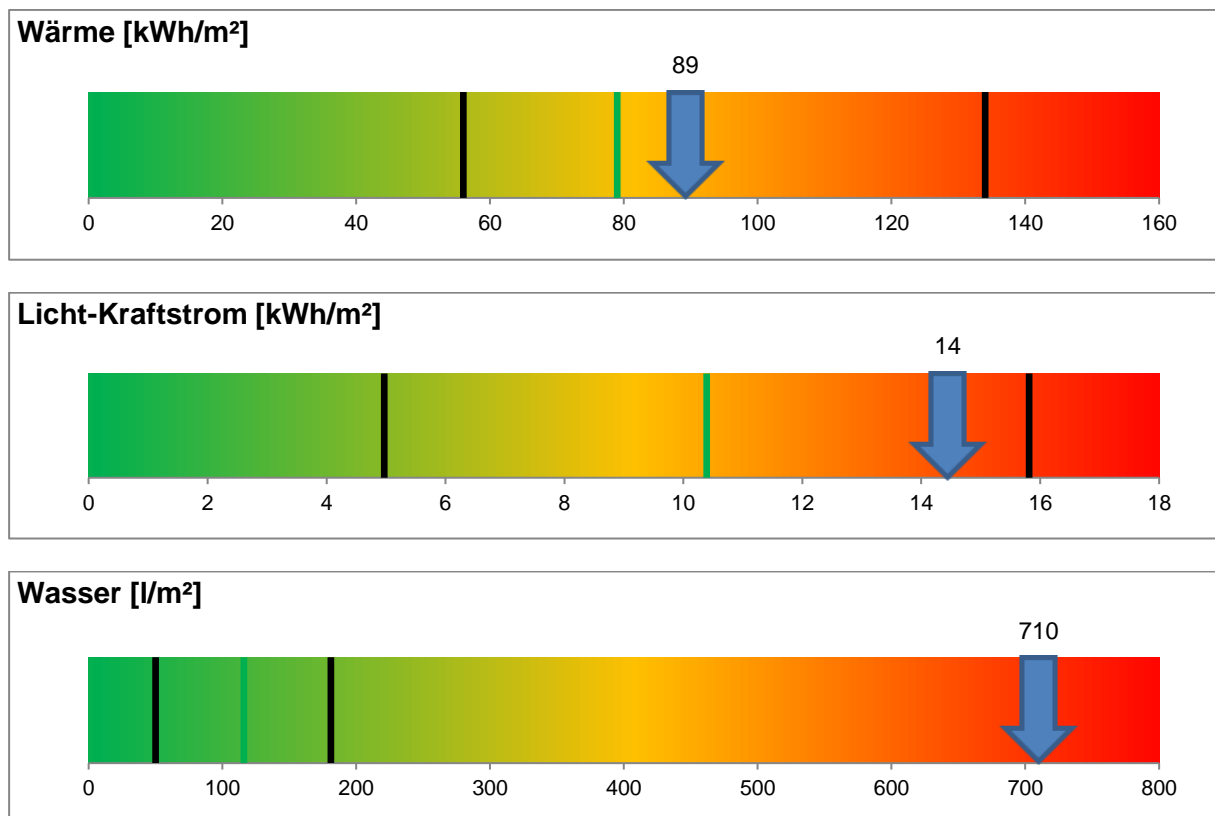 Wärme [kWh/m²]
89
0 20 40 60 80 100 120 140 160
Licht-Kraftstrom [kWh/m²]
14
0 2 4 6 8 10 12 14 16 18
Wasser [l/m²]
710
0 100 200 300 400 500 600 700 800